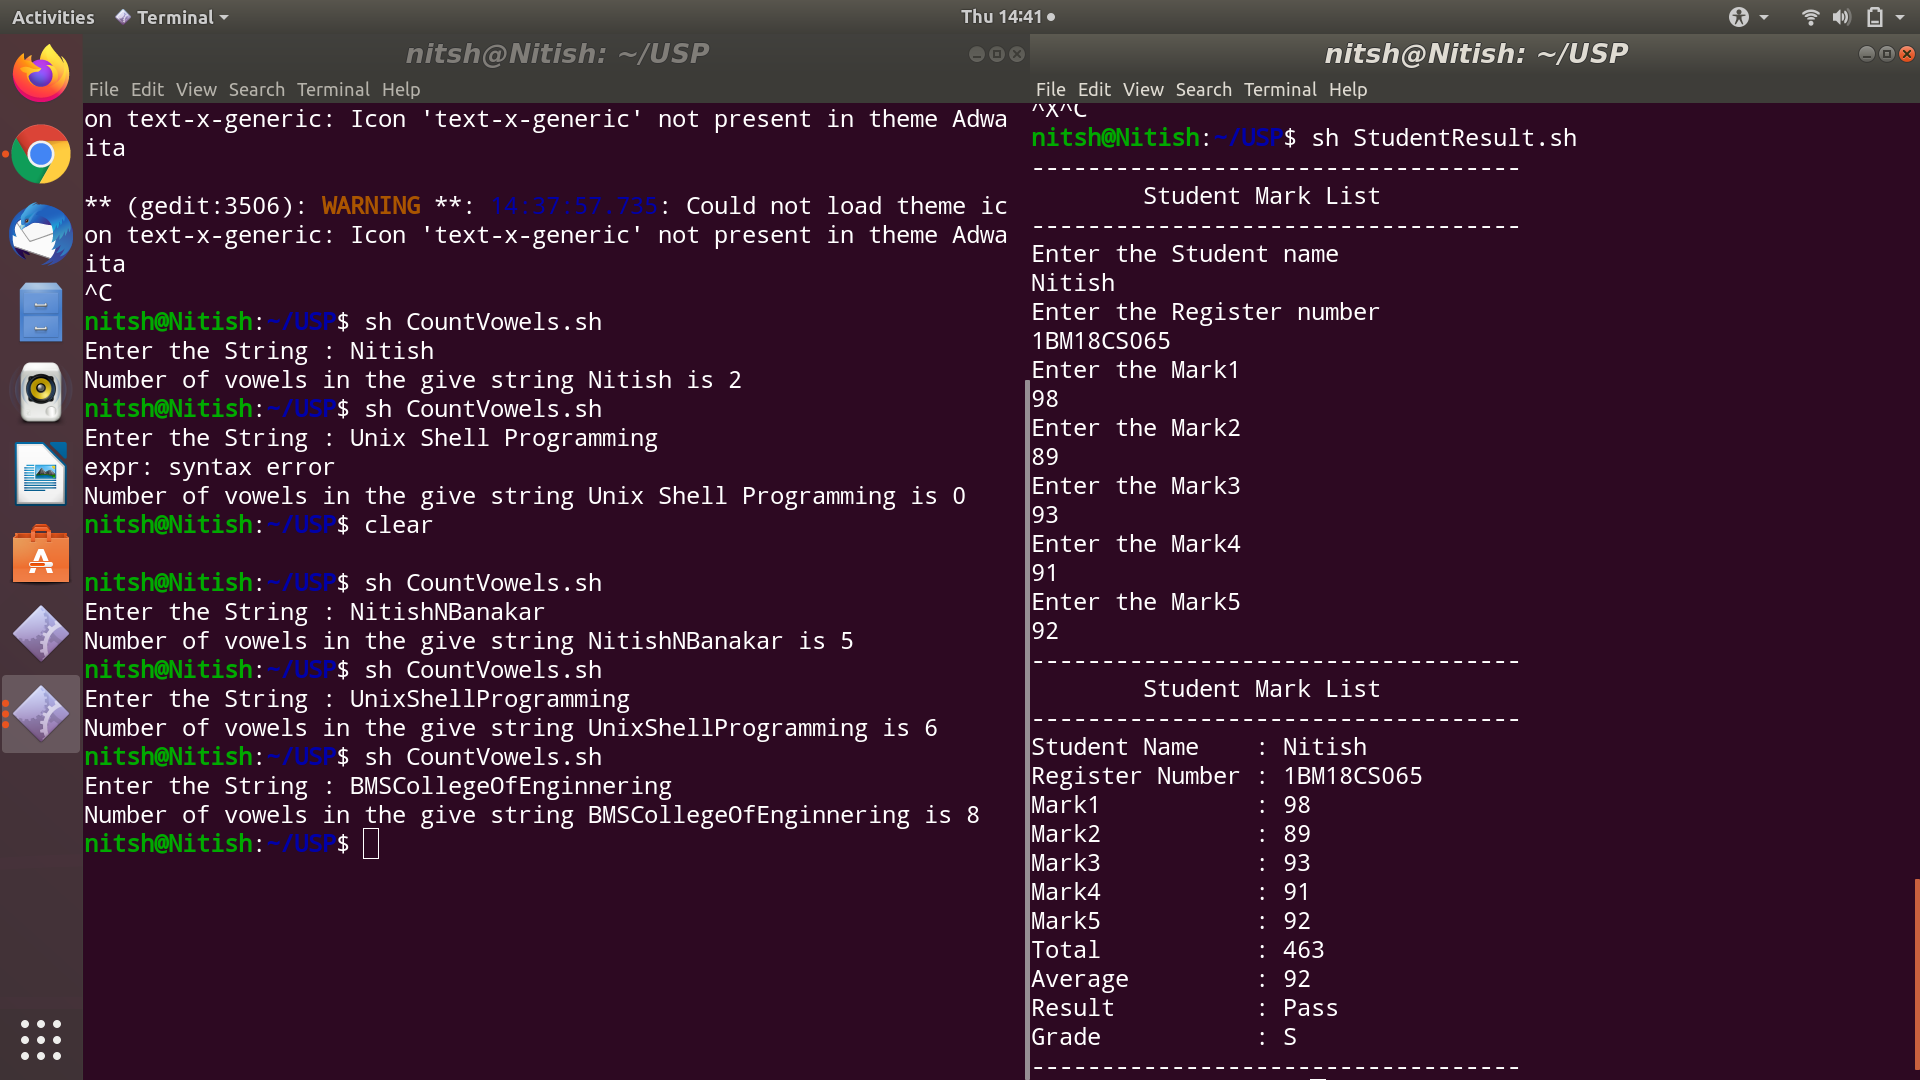 Activities Terminal Thu 14:41
nitsh@Nitish: ~/USP
File Edit View Search Terminal Help
on text-x-generic: Icon 'text-x-generic' not present in theme Adwa
ita
** (gedit:3506): WARNING **: 14:37:57.735: Could not load theme ic
on text-x-generic: Icon 'text-x-generic' not present in theme Adwa
ita
^C
nitsh@Nitish:~/USP$ sh CountVowels.sh
Enter the String : Nitish
Number of vowels in the give string Nitish is 2
nitsh@Nitish:~/USP$ sh CountVowels.sh
Enter the String : Unix Shell Programming
expr: syntax error
Number of vowels in the give string Unix Shell Programming is 0
nitsh@Nitish:~/USP$ clear
nitsh@Nitish:~/USP$ sh CountVowels.sh
Enter the String : NitishNBanakar
Number of vowels in the give string NitishNBanakar is 5
nitsh@Nitish:~/USP$ sh CountVowels.sh
Enter the String : UnixShellProgramming
Number of vowels in the give string UnixShellProgramming is 6
nitsh@Nitish:~/USP$ sh CountVowels.sh
Enter the String : BMSCollegeOfEnginnering
Number of vowels in the give string BMSCollegeOfEnginnering is 8
nitsh@Nitish:~/USP$
nitsh@Nitish: ~/USP
File Edit View Search Terminal Help
^X^C
nitsh@Nitish:~/USP$ sh StudentResult.sh
-----------------------------------
Student Mark List
-----------------------------------
Enter the Student name
Nitish
Enter the Register number
1BM18CS065
Enter the Mark1
98
Enter the Mark2
89
Enter the Mark3
93
Enter the Mark4
91
Enter the Mark5
92
-----------------------------------
Student Mark List
-----------------------------------
Student Name : Nitish
Register Number : 1BM18CS065
Mark1 : 98
Mark2 : 89
Mark3 : 93
Mark4 : 91
Mark5 : 92
Total : 463
Average : 92
Result : Pass
Grade : S
-----------------------------------